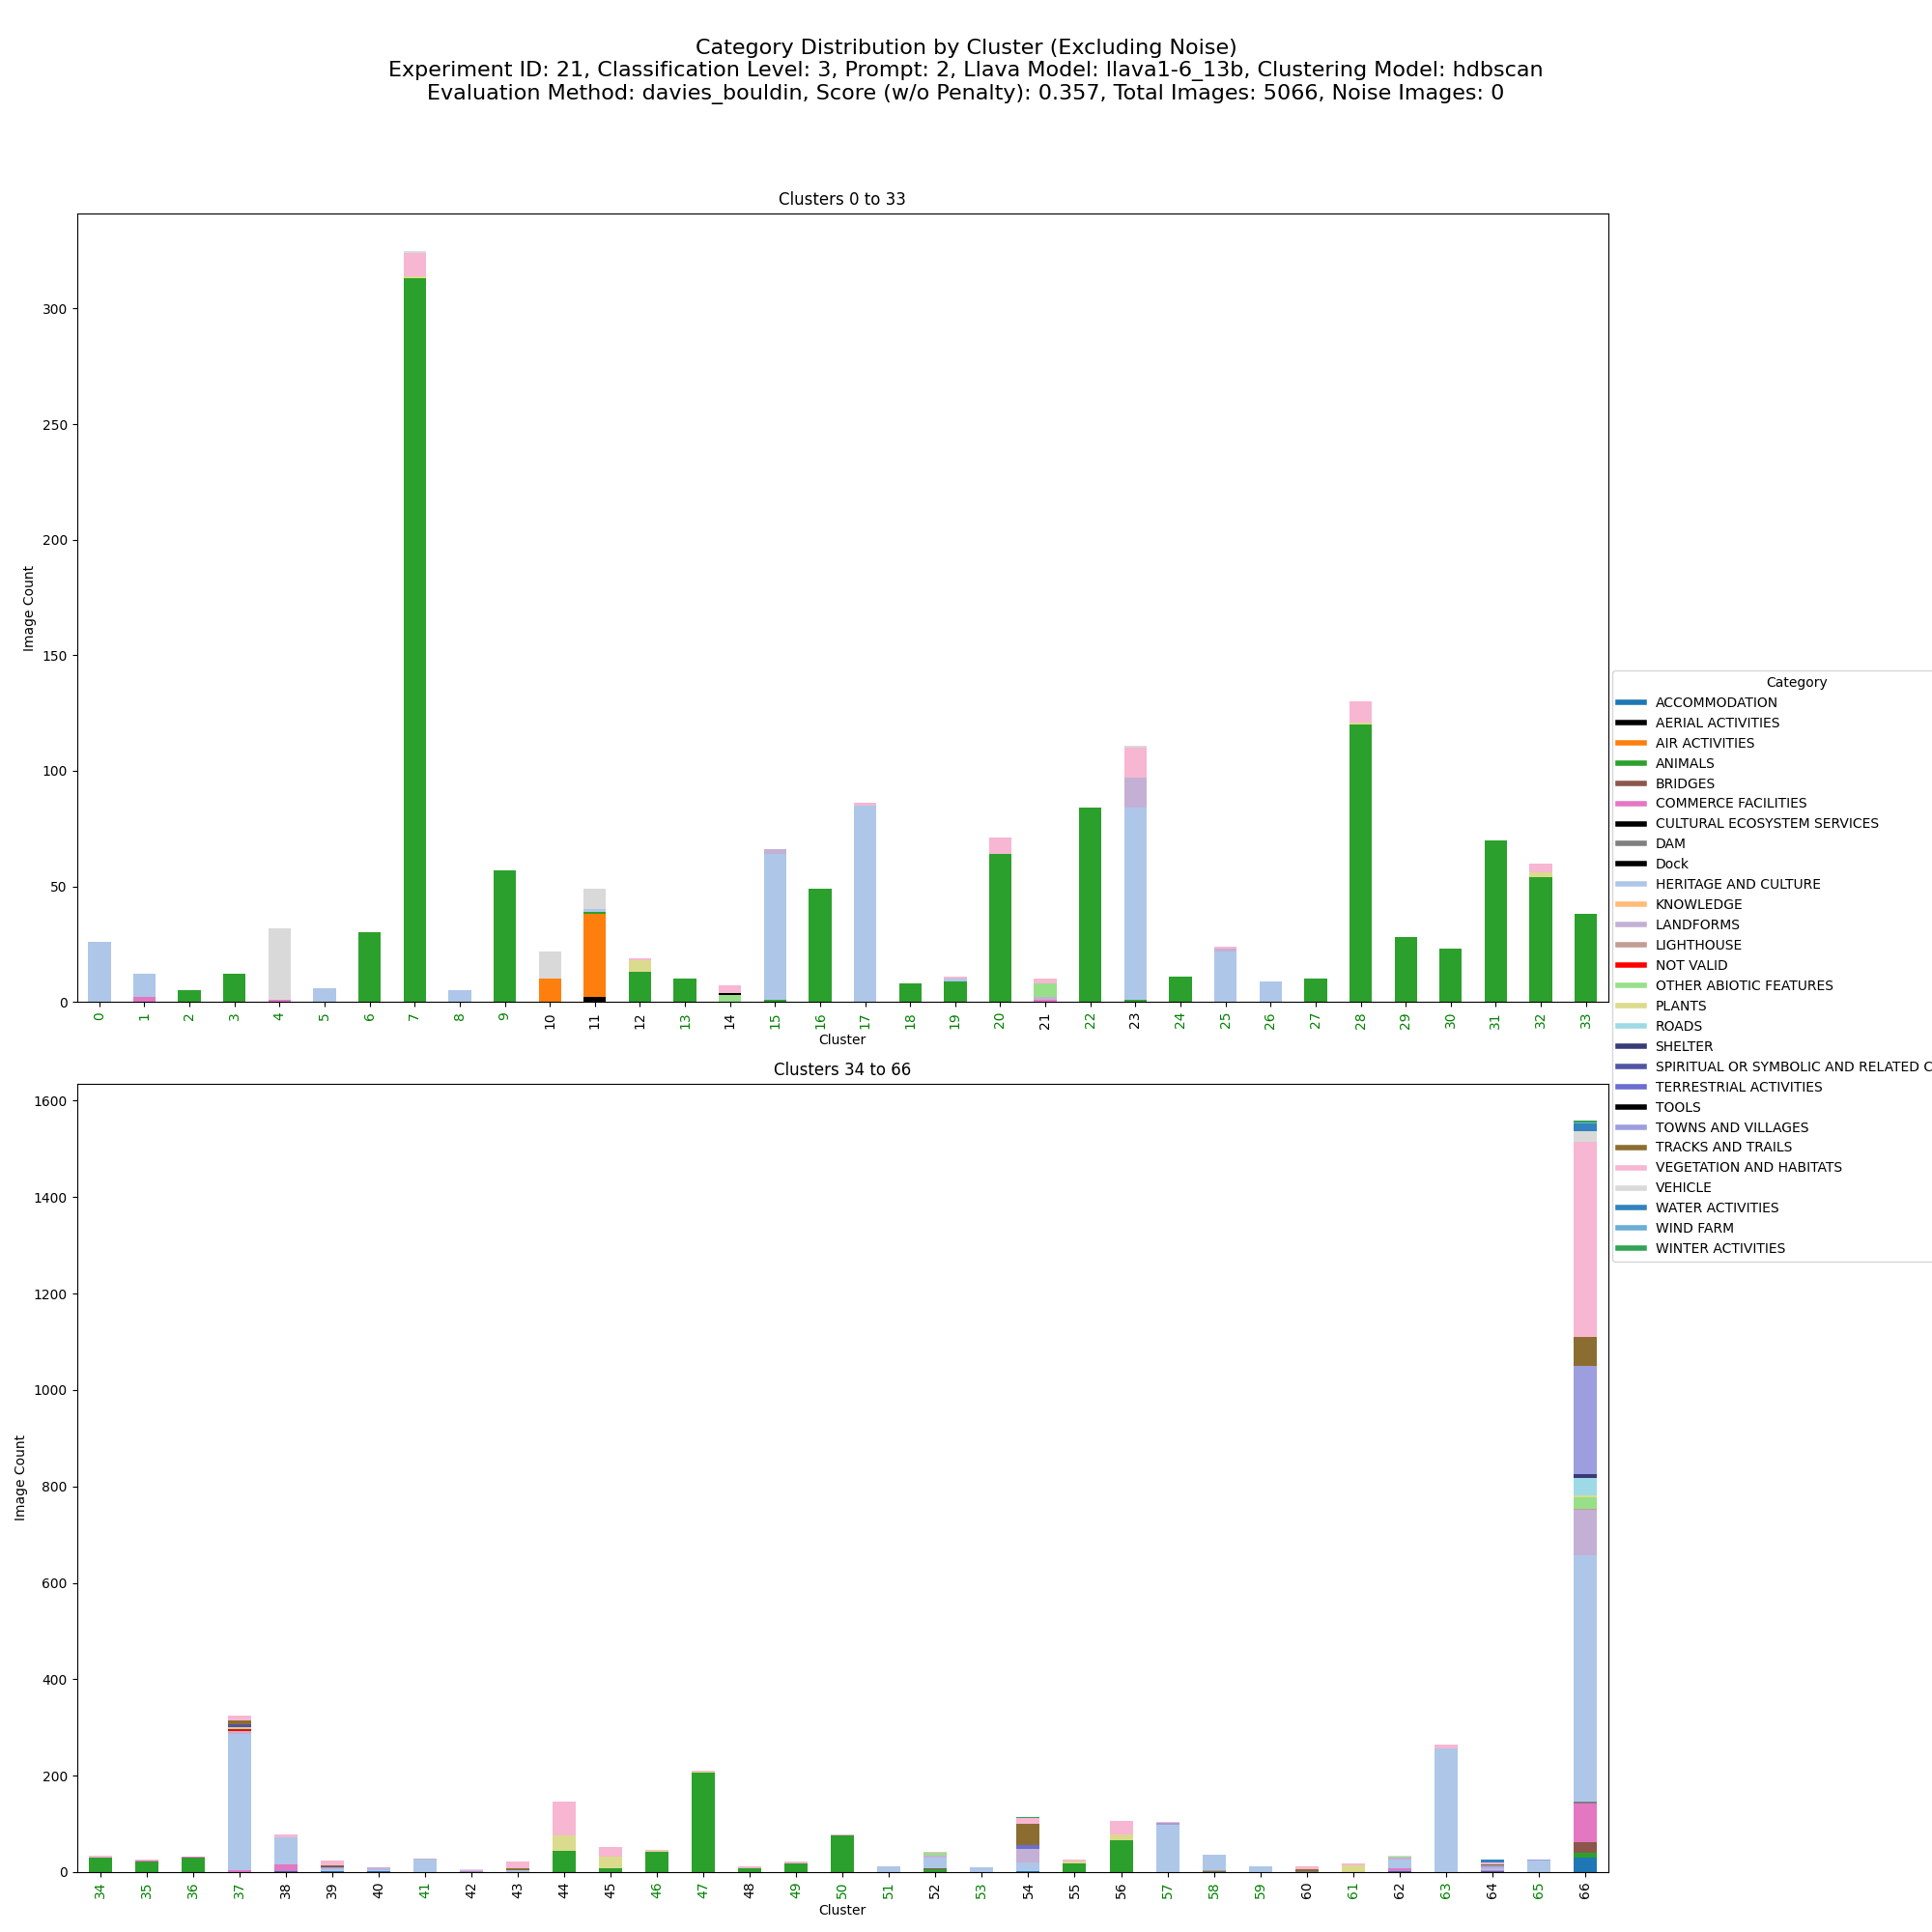 Category Distribution by Cluster (Excluding Noise)
Experiment ID: 21, Classification Level: 3, Prompt: 2, Llava Model: llava1-6_13b, Clustering Model: hdbscan
Evaluation Method: davies_bouldin, Score (w/o Penalty): 0.357, Total Images: 5066, Noise Images: 0
Clusters 0 to 33
300
250
200
150
100
50
0
Image Count
0 1 2 3 4 5 6 7 8 9 10 11 12 13 14 15 16 17 18 19 20 21 22 23 24 25 26 27 28 29 30 31 32 33
Cluster
Category
ACCOMMODATION
AERIAL ACTIVITIES
AIR ACTIVITIES
ANIMALS
BRIDGES
COMMERCE FACILITIES
CULTURAL ECOSYSTEM SERVICES
DAM
Dock
HERITAGE AND CULTURE
KNOWLEDGE
LANDFORMS
LIGHTHOUSE
NOT VALID
OTHER ABIOTIC FEATURES
PLANTS
ROADS
SHELTER
SPIRITUAL OR SYMBOLIC AND RELATED C
TERRESTRIAL ACTIVITIES
TOOLS
TOWNS AND VILLAGES
TRACKS AND TRAILS
VEGETATION AND HABITATS
VEHICLE
WATER ACTIVITIES
WIND FARM
WINTER ACTIVITIES
Clusters 34 to 66
1600
1400
1200
1000
800
600
400
200
0
Image Count
34 35 36 37 38 39 40 41 42 43 44 45 46 47 48 49 50 51 52 53 54 55 56 57 58 59 60 61 62 63 64 65 66
Cluster